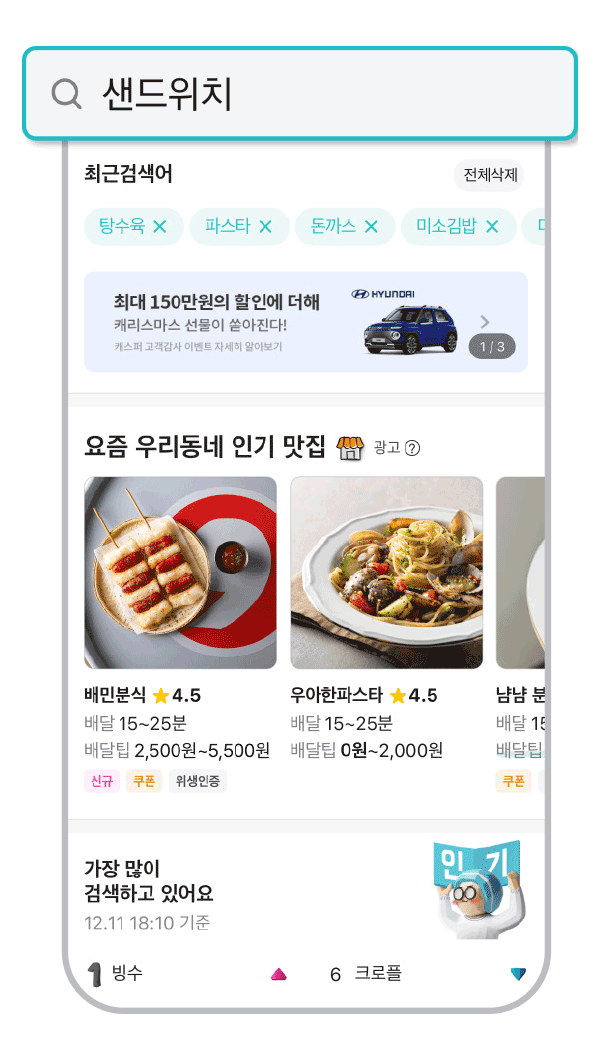 샌드위치
최근검색어
전체삭제
탕수육 ✕
파스타 ✕
돈까스 ✕
미소김밥 ✕
최대 150만원의 할인에 더해
캐리스마스 선물이 쏟아진다!
캐스퍼 고객감사 이벤트 자세히 알아보기
HYUNDAI
1 / 3
요즘 우리동네 인기 맛집
광고 ?
배민분식 ★4.5
배달 15~25분
배달팁 2,500원~5,500원
신규 쿠폰 위생인증
우아한파스타 ★4.5
배달 15~25분
배달팁 0원~2,000원
냠냠 분
배달 15
배달팁
쿠폰
가장 많이
검색하고 있어요
12.11 18:10 기준
인기
1 빙수
6 크로플